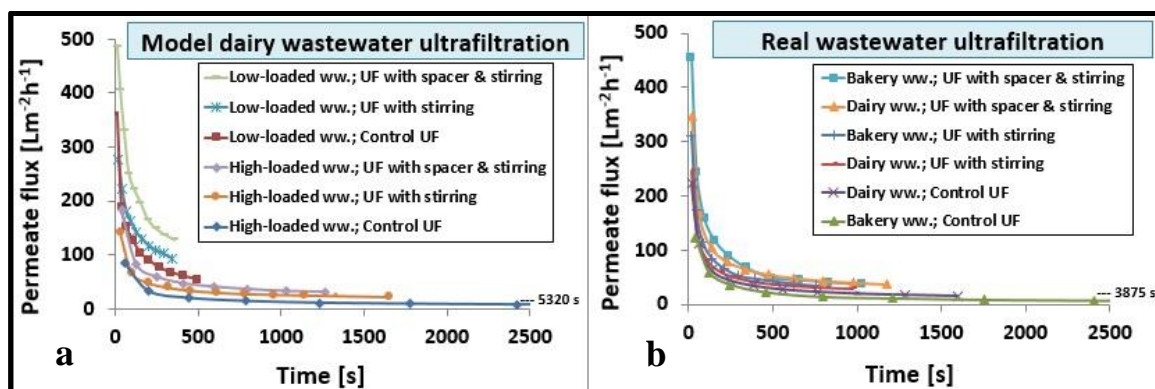 Model dairy wastewater ultrafiltration
Permeate flux [Lm-2h-1]
500
400
300
200
100
0
Low-loaded ww.; UF with spacer & stirring
Low-loaded ww.; UF with stirring
Low-loaded ww.; Control UF
High-loaded ww.; UF with spacer & stirring
High-loaded ww.; UF with stirring
High-loaded ww.; Control UF
--- 5320 s
0 500 1000 1500 2000 2500
Time [s]
a
Real wastewater ultrafiltration
Permeate flux [Lm-2h-1]
500
400
300
200
100
0
Bakery ww.; UF with spacer & stirring
Dairy ww.; UF with spacer & stirring
Bakery ww.; UF with stirring
Dairy ww.; UF with stirring
Dairy ww.; Control UF
Bakery ww.; Control UF
--- 3875 s
0 500 1000 1500 2000 2500
Time [s]
b